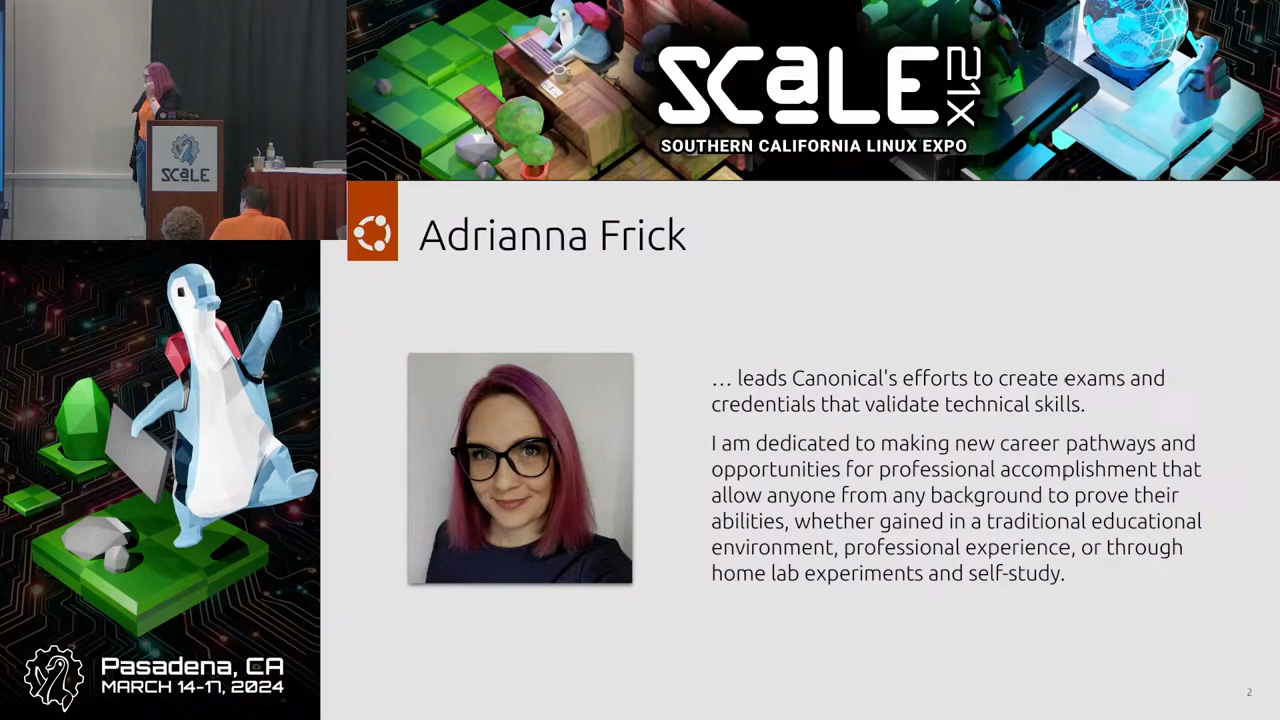 SCaLE 21X
SOUTHERN CALIFORNIA LINUX EXPO
SCaLE
Adrianna Frick
... leads Canonical's efforts to create exams and
credentials that validate technical skills.
I am dedicated to making new career pathways and
opportunities for professional accomplishment that
allow anyone from any background to prove their
abilities, whether gained in a traditional educational
environment, professional experience, or through
home lab experiments and self-study.
Pasadena, CA
MARCH 14-17, 2024
2